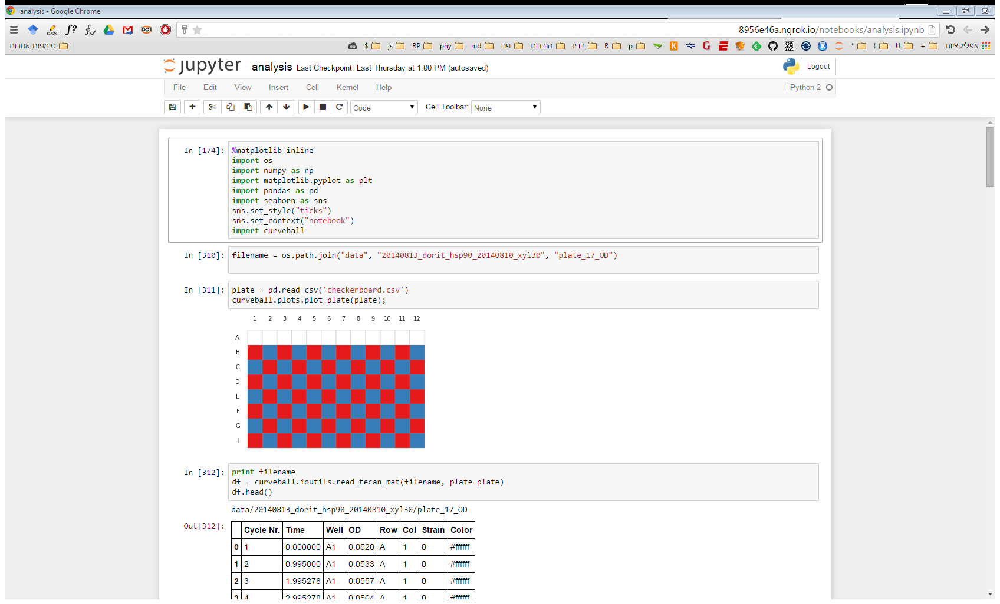 analysis - Google Chrome
css f?
8956e46a.ngrok.io/notebooks/analysis.ipynb
סימניות אחרות $ js RP phy md פח הורדות רדיו R p * ! U + אפליקציות
jupyter analysis Last Checkpoint: Last Thursday at 1:00 PM (autosaved)
Logout
File Edit View Insert Cell Kernel Help
Python 2
Code
Cell Toolbar: None
In [174]: %matplotlib inline
import os
import numpy as np
import matplotlib.pyplot as plt
import pandas as pd
import seaborn as sns
sns.set_style("ticks")
sns.set_context("notebook")
import curveball
In [310]: filename = os.path.join("data", "20140813_dorit_hsp90_20140810_xyl30", "plate_17_OD")
In [311]: plate = pd.read_csv('checkerboard.csv')
curveball.plots.plot_plate(plate);
1 2 3 4 5 6 7 8 9 10 11 12
A
B
C
D
E
F
G
H
In [312]: print filename
df = curveball.ioutils.read_tecan_mat(filename, plate=plate)
df.head()
data/20140813_dorit_hsp90_20140810_xyl30/plate_17_OD
Out[312]:
Cycle Nr. Time Well OD Row Col Strain Color
0 1 0.000000 A1 0.0520 A 1 0 #ffffff
1 2 0.995000 A1 0.0533 A 1 0 #ffffff
2 3 1.995278 A1 0.0557 A 1 0 #ffffff
3 4 2.995278 A1 0.0564 A 1 0 #ffffff